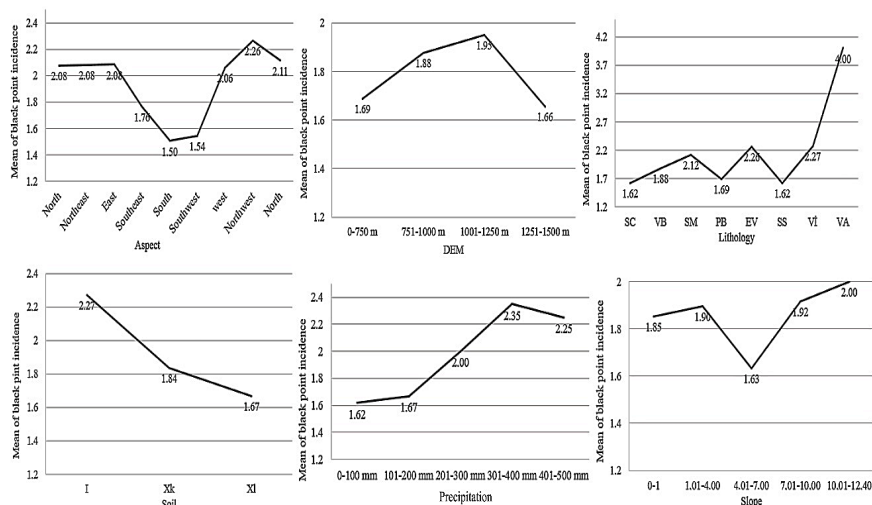 Mean of black point incidence
2.4
2.2
2
1.8
1.6
1.4
1.2
2.08
2.08
2.08
1.76
1.50
1.54
2.06
2.26
2.11
North
Northeast
East
Southeast
South
Southwest
west
Northwest
North
Aspect
Mean of black point incidence
2
1.8
1.6
1.4
1.2
1.69
1.88
1.95
1.66
0-750 m
751-1000 m
1001-1250 m
1251-1500 m
DEM
Mean of black point incidence
4.2
3.7
3.2
2.7
2.2
1.7
1.2
1.62
1.88
2.12
1.69
2.26
1.62
2.27
4.00
SC
VB
SM
PB
EV
SS
Vİ
VA
Lithology
Mean of black pint incidence
2.4
2.2
2
1.8
1.6
1.4
1.2
2.27
1.84
1.67
I
Xk
Xl
Soil
Mean of black point incidence
2.4
2.2
2
1.8
1.6
1.4
1.2
1.62
1.67
2.00
2.35
2.25
0-100 mm
101-200 mm
201-300 mm
301-400 mm
401-500 mm
Precipitation
Mean of black point incidence
2
1.8
1.6
1.4
1.2
1.85
1.90
1.63
1.92
2.00
0-1
1.01-4.00
4.01-7.00
7.01-10.00
10.01-12.40
Slope